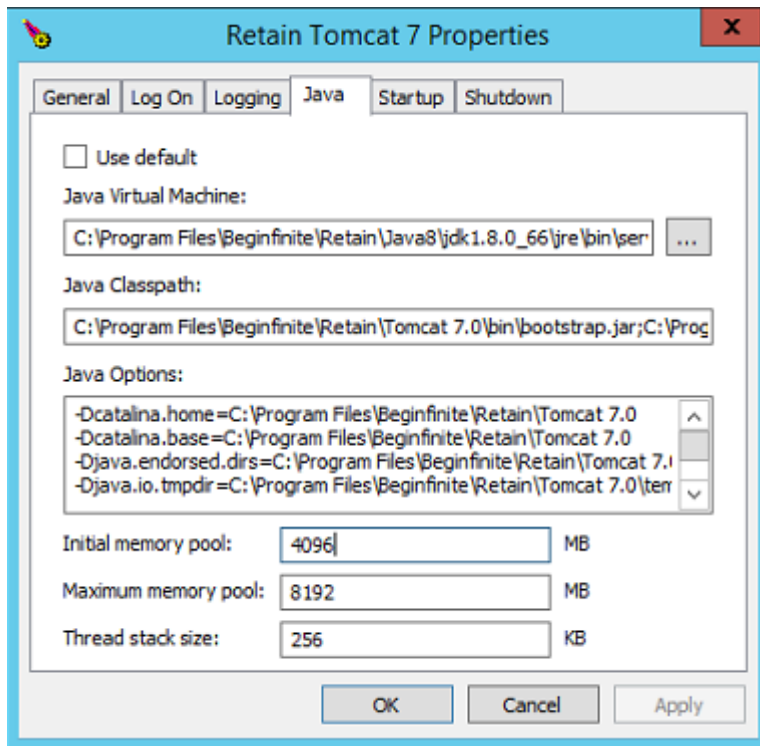 Retain Tomcat 7 Properties
x
General Log On Logging Java Startup Shutdown
Use default
Java Virtual Machine:
C:\Program Files\Beginfinite\Retain\Java8\jdk1.8.0_66\jre\bin\ser
...
Java Classpath:
C:\Program Files\Beginfinite\Retain\Tomcat 7.0\bin\bootstrap.jar;C:\Prog
Java Options:
-Dcatalina.home=C:\Program Files\Beginfinite\Retain\Tomcat 7.0
-Dcatalina.base=C:\Program Files\Beginfinite\Retain\Tomcat 7.0
-Djava.endorsed.dirs=C:\Program Files\Beginfinite\Retain\Tomcat 7.
-Djava.io.tmpdir=C:\Program Files\Beginfinite\Retain\Tomcat 7.0\tem
Initial memory pool: 4096 MB
Maximum memory pool: 8192 MB
Thread stack size: 256 KB
OK Cancel Apply